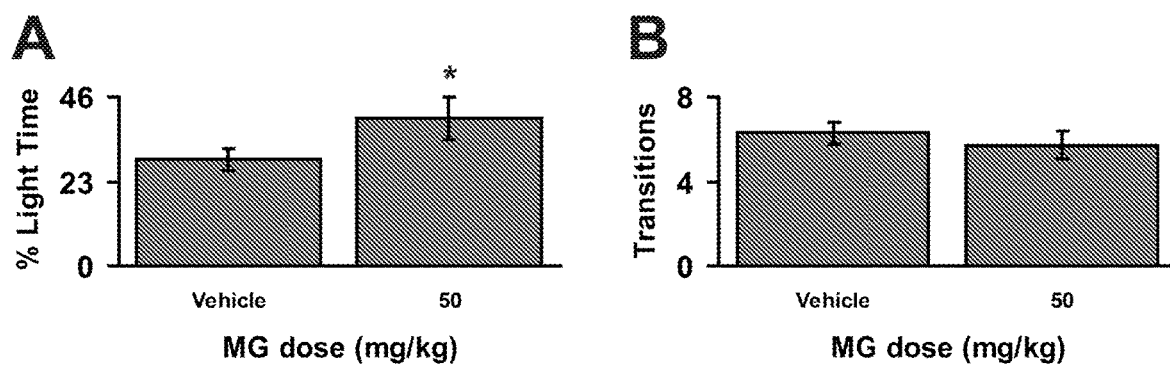 A
% Light Time
46
23
0
*
Vehicle
50
MG dose (mg/kg)
B
Transitions
8
4
0
Vehicle
50
MG dose (mg/kg)